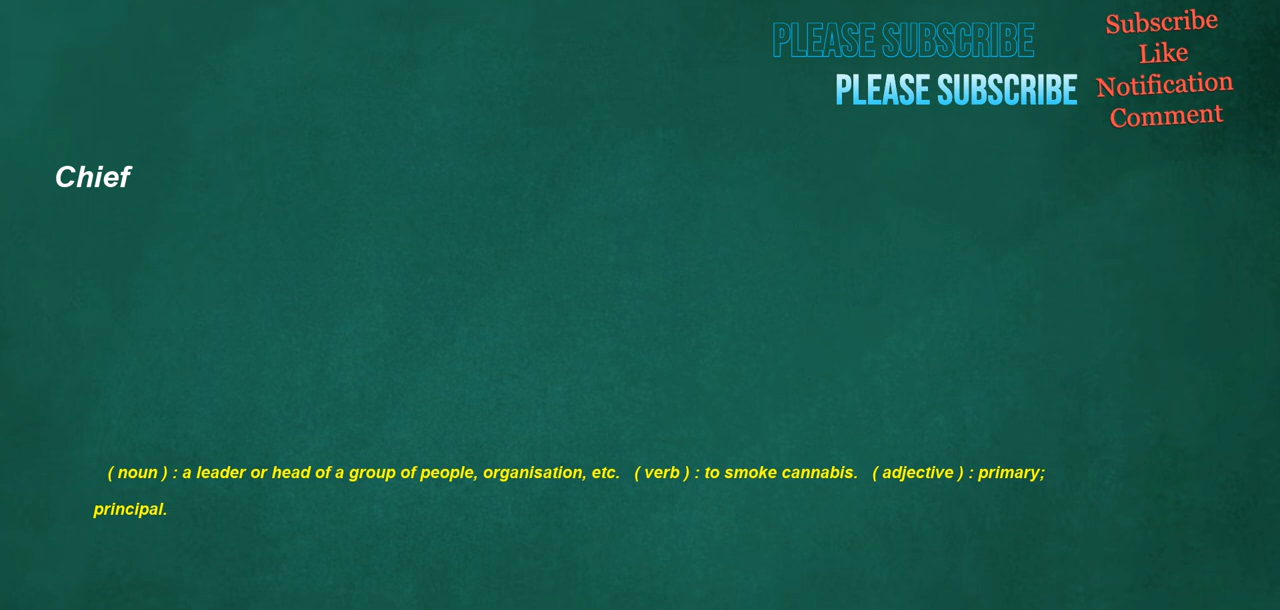 PLEASE SUBSCRIBE
PLEASE SUBSCRIBE
Subscribe
Like
Notification
Comment
Chief
( noun ) : a leader or head of a group of people, organisation, etc. ( verb ) : to smoke cannabis. ( adjective ) : primary;
principal.